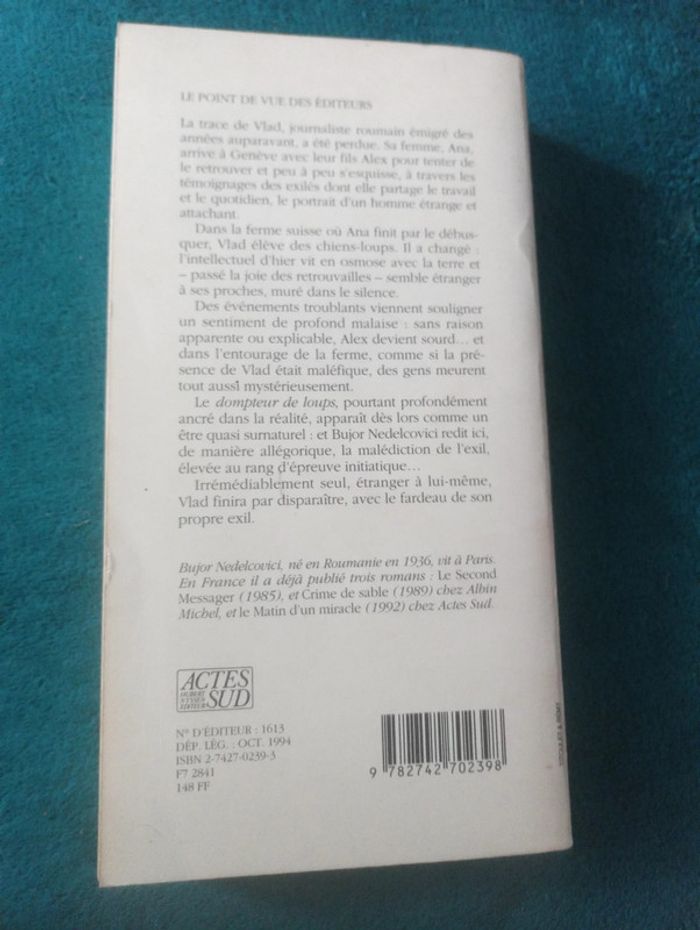 LE POINT DE VUE DES ÉDITEURS
La trace de Vlad, journaliste roumain émigré des
années auparavant, a été perdue. Sa femme, Ana,
arrive à Genève avec leur fils Alex pour tenter de
le retrouver et peu à peu s'esquisse, à travers les
témoignages des exilés dont elle partage le travail
et le quotidien, le portrait d'un homme étrange et
attachant.
Dans la ferme suisse où Ana finit par le débus-
quer, Vlad élève des chiens-loups. Il a changé :
l'intellectuel d'hier vit en osmose avec la terre et
– passé la joie des retrouvailles – semble étranger
à ses proches, muré dans le silence.
Des événements troublants viennent souligner
un sentiment de profond malaise : sans raison
apparente ou explicable, Alex devient sourd... et
dans l'entourage de la ferme, comme si la pré-
sence de Vlad était maléfique, des gens meurent
tout aussi mystérieusement.
Le dompteur de loups, pourtant profondément
ancré dans la réalité, apparaît dès lors comme un
être quasi surnaturel : et Bujor Nedelcovici redit ici,
de manière allégorique, la malédiction de l'exil,
élevée au rang d'épreuve initiatique...
Irrémédiablement seul, étranger à lui-même,
Vlad finira par disparaître, avec le fardeau de son
propre exil.
Bujor Nedelcovici, né en Roumanie en 1936, vit à Paris.
En France il a déjà publié trois romans : Le Second
Messager (1985), et Crime de sable (1989) chez Albin
Michel, et le Matin d'un miracle (1992) chez Actes Sud.
ACTES
HUBERT
NYSSEN
ÉDITEUR
SUD
N° D'ÉDITEUR : 1613
DÉP. LÉG. : OCT. 1994
ISBN 2-7427-0239-3
F7 2841
148 FF
9 782742 702398